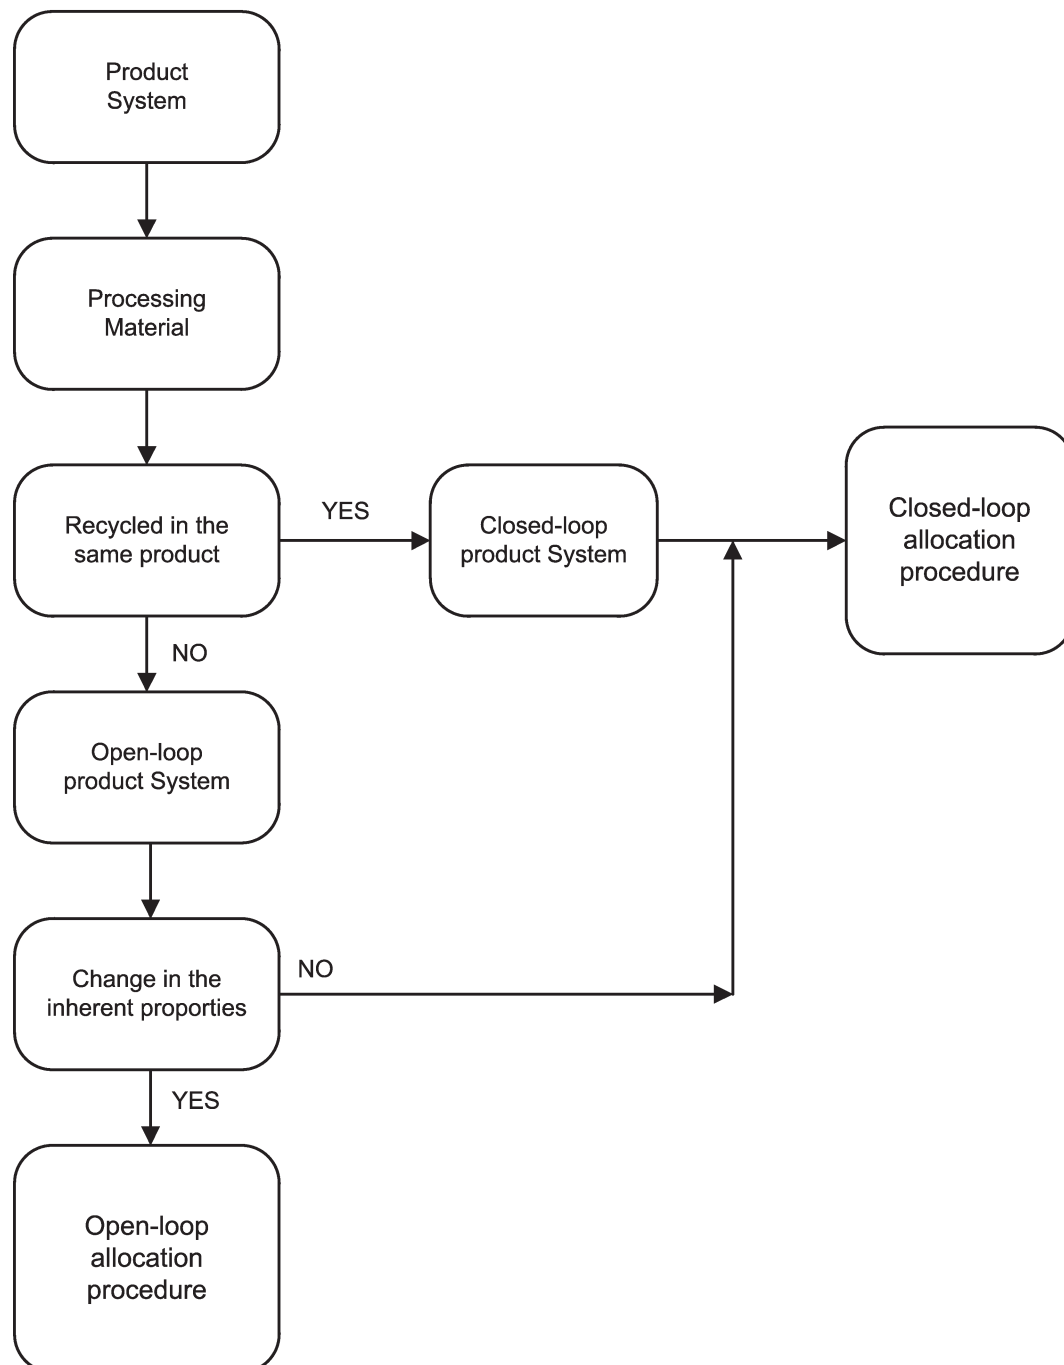 Product
System
Processing
Material
Recycled in the
same product
YES
Closed-loop
product System
Closed-loop
allocation
procedure
NO
Open-loop
product System
Change in the
inherent proporties
NO
YES
Open-loop
allocation
procedure